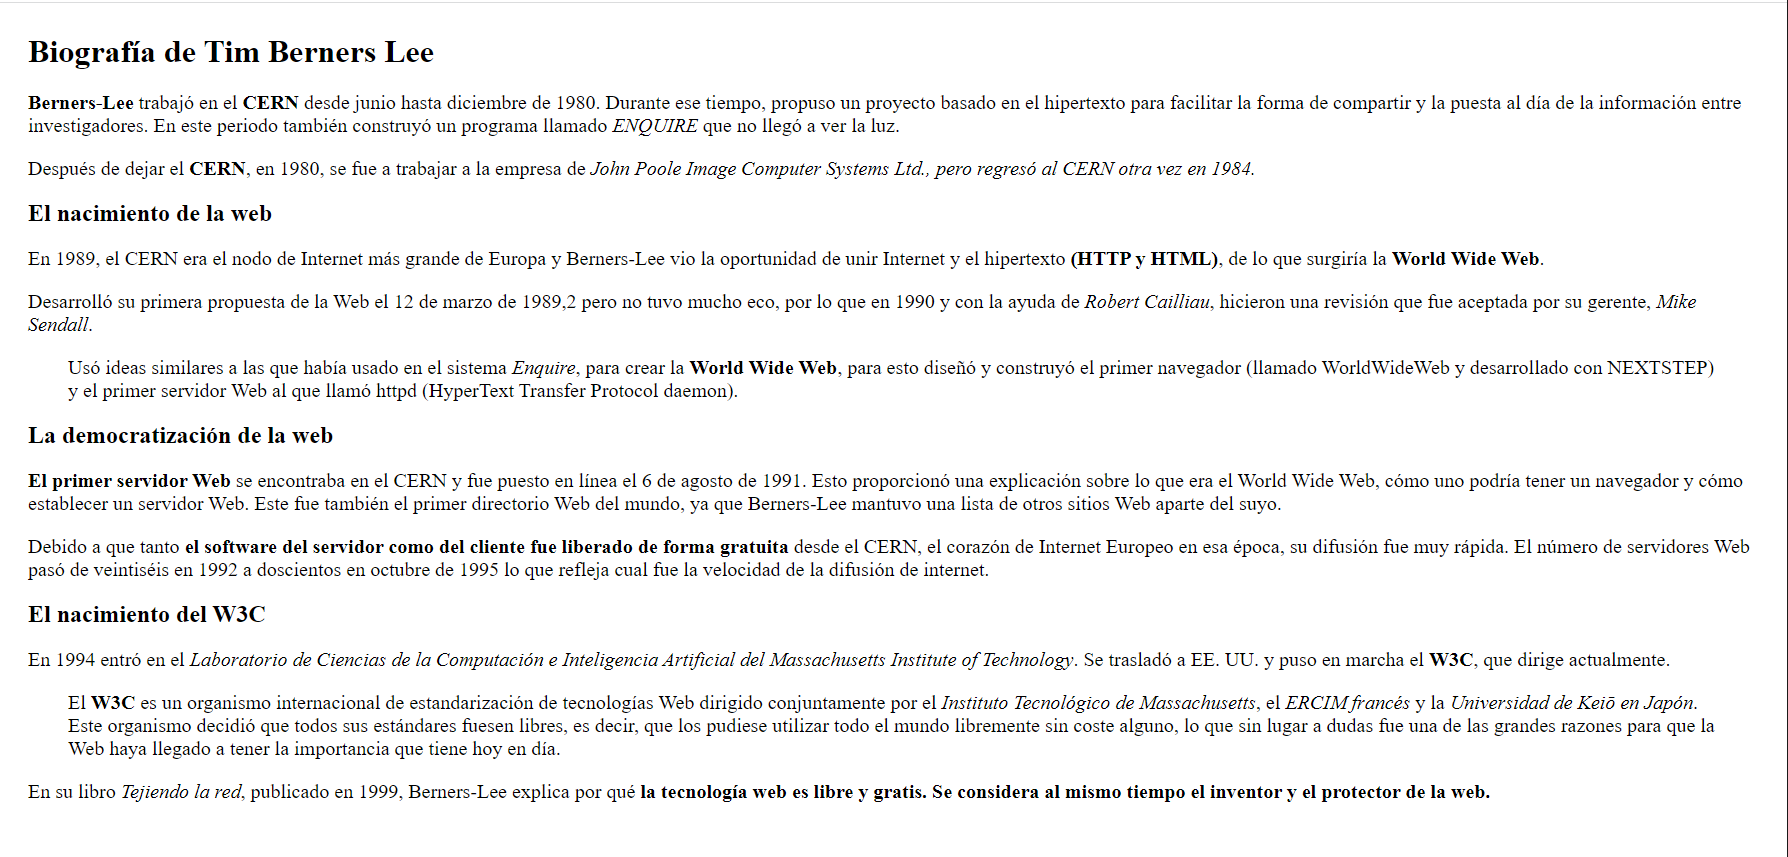 Biografía de Tim Berners Lee
Berners-Lee trabajó en el CERN desde junio hasta diciembre de 1980. Durante ese tiempo, propuso un proyecto basado en el hipertexto para facilitar la forma de compartir y la puesta al día de la información entre
investigadores. En este periodo también construyó un programa llamado ENQUIRE que no llegó a ver la luz.
Después de dejar el CERN, en 1980, se fue a trabajar a la empresa de John Poole Image Computer Systems Ltd., pero regresó al CERN otra vez en 1984.
El nacimiento de la web
En 1989, el CERN era el nodo de Internet más grande de Europa y Berners-Lee vio la oportunidad de unir Internet y el hipertexto (HTTP y HTML), de lo que surgiría la World Wide Web.
Desarrolló su primera propuesta de la Web el 12 de marzo de 1989,2 pero no tuvo mucho eco, por lo que en 1990 y con la ayuda de Robert Cailliau, hicieron una revisión que fue aceptada por su gerente, Mike
Sendall.
Usó ideas similares a las que había usado en el sistema Enquire, para crear la World Wide Web, para esto diseñó y construyó el primer navegador (llamado WorldWideWeb y desarrollado con NEXTSTEP)
y el primer servidor Web al que llamó httpd (HyperText Transfer Protocol daemon).
La democratización de la web
El primer servidor Web se encontraba en el CERN y fue puesto en línea el 6 de agosto de 1991. Esto proporcionó una explicación sobre lo que era el World Wide Web, cómo uno podría tener un navegador y cómo
establecer un servidor Web. Este fue también el primer directorio Web del mundo, ya que Berners-Lee mantuvo una lista de otros sitios Web aparte del suyo.
Debido a que tanto el software del servidor como del cliente fue liberado de forma gratuita desde el CERN, el corazón de Internet Europeo en esa época, su difusión fue muy rápida. El número de servidores Web
pasó de veintiséis en 1992 a doscientos en octubre de 1995 lo que refleja cual fue la velocidad de la difusión de internet.
El nacimiento del W3C
En 1994 entró en el Laboratorio de Ciencias de la Computación e Inteligencia Artificial del Massachusetts Institute of Technology. Se trasladó a EE. UU. y puso en marcha el W3C, que dirige actualmente.
El W3C es un organismo internacional de estandarización de tecnologías Web dirigido conjuntamente por el Instituto Tecnológico de Massachusetts, el ERCIM francés y la Universidad de Keiō en Japón.
Este organismo decidió que todos sus estándares fuesen libres, es decir, que los pudiese utilizar todo el mundo libremente sin coste alguno, lo que sin lugar a dudas fue una de las grandes razones para que la
Web haya llegado a tener la importancia que tiene hoy en día.
En su libro Tejiendo la red, publicado en 1999, Berners-Lee explica por qué la tecnología web es libre y gratis. Se considera al mismo tiempo el inventor y el protector de la web.